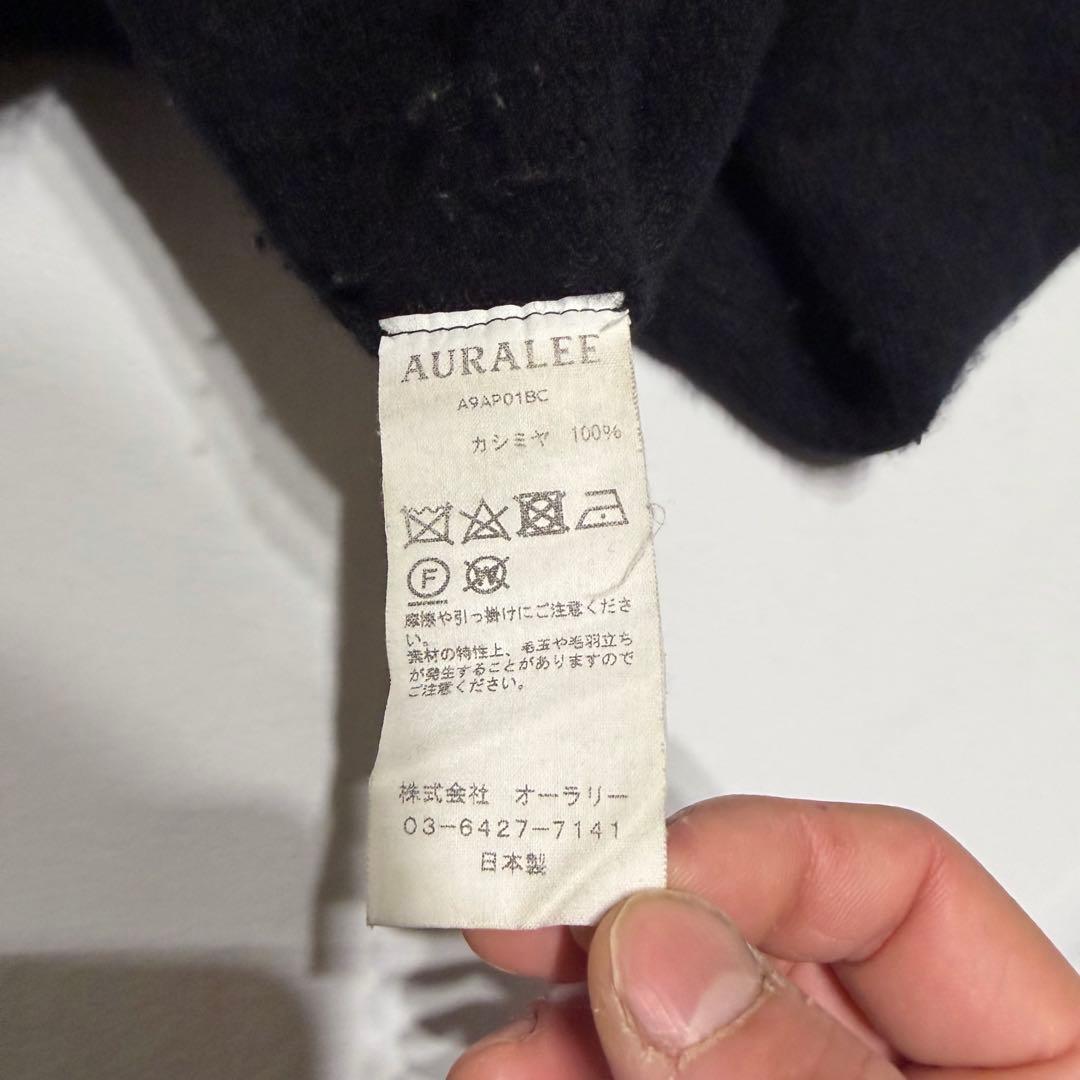 AURALEE
A9AP01BC
カシミヤ 100%
F
W
摩擦や引っ掛けにご注意くださ
い。
素材の特性上、毛玉や毛羽立ち
が発生することがありますので
ご注意ください。
株式会社 オーラリー
03-6427-7141
日本製